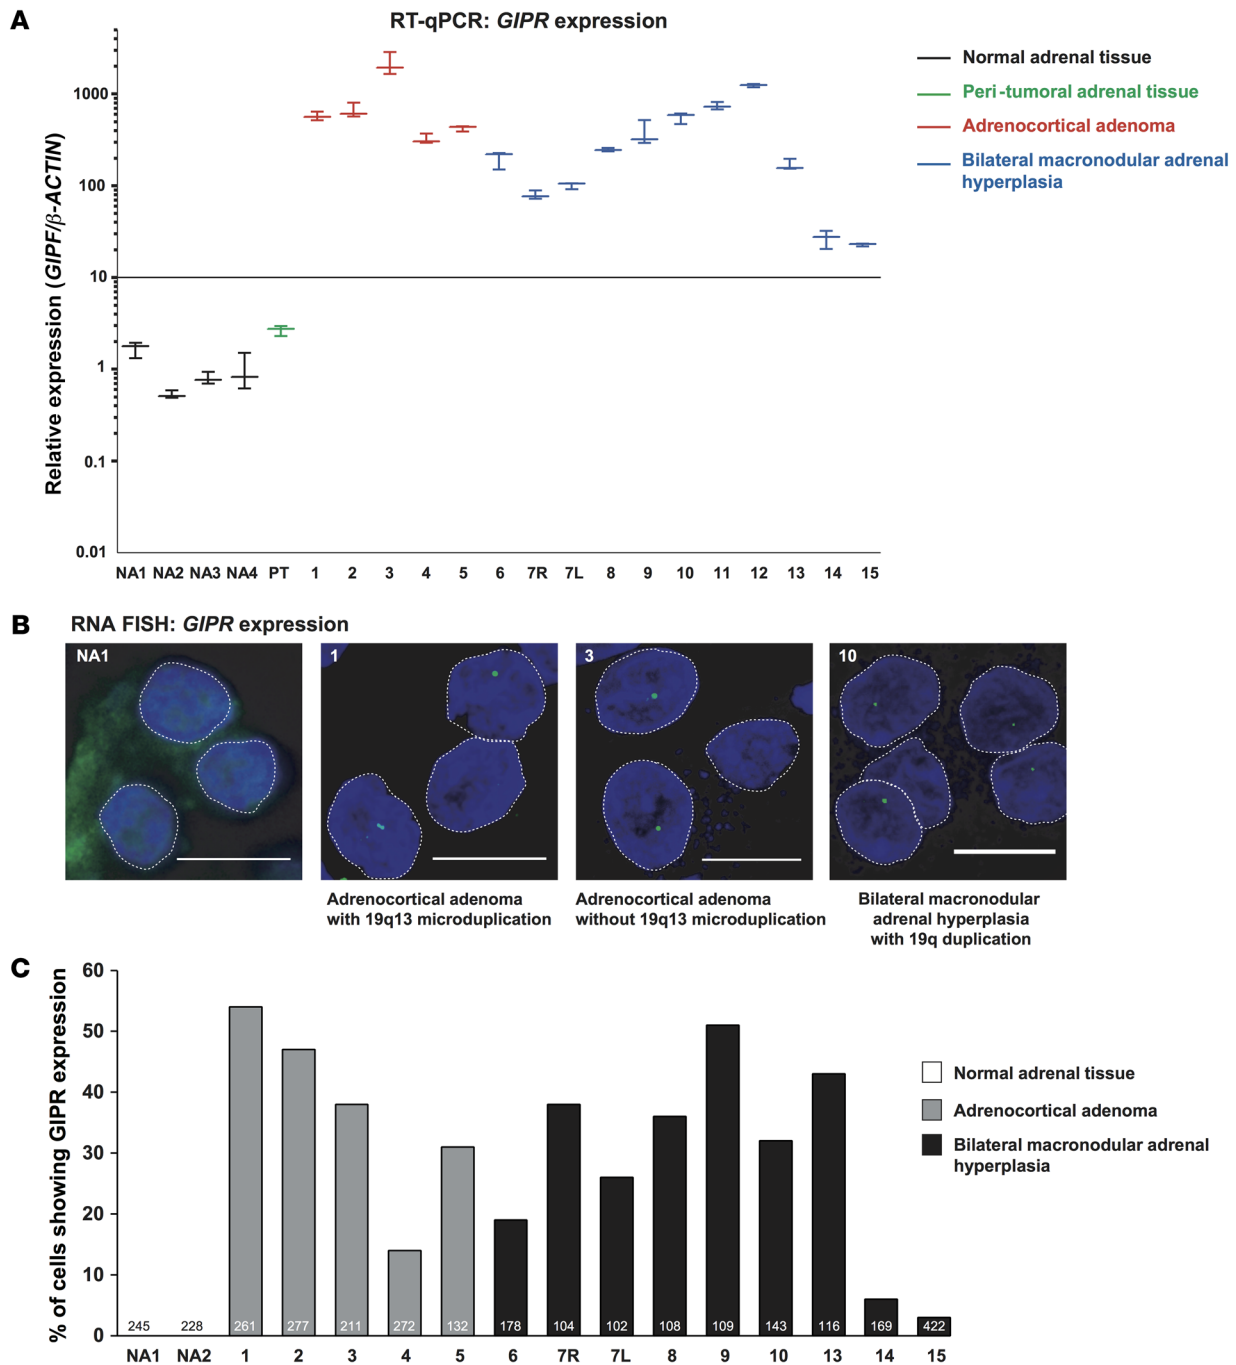 A
RT-qPCR: GIPR expression
Relative expression (GIPF/β-ACTIN)
1000
100
10
1
0.1
0.01
NA1 NA2 NA3 NA4 PT 1 2 3 4 5 6 7R 7L 8 9 10 11 12 13 14 15
Normal adrenal tissue
Peri-tumoral adrenal tissue
Adrenocortical adenoma
Bilateral macronodular adrenal
hyperplasia
B
RNA FISH: GIPR expression
NA1
1
3
10
Adrenocortical adenoma
with 19q13 microduplication
Adrenocortical adenoma
without 19q13 microduplication
Bilateral macronodular
adrenal hyperplasia
with 19q duplication
C
% of cells showing GIPR expression
60
50
40
30
20
10
0
245 228 261 277 211 272 132 178 104 102 108 109 143 116 169 422
NA1 NA2 1 2 3 4 5 6 7R 7L 8 9 10 13 14 15
Normal adrenal tissue
Adrenocortical adenoma
Bilateral macronodular adrenal
hyperplasia